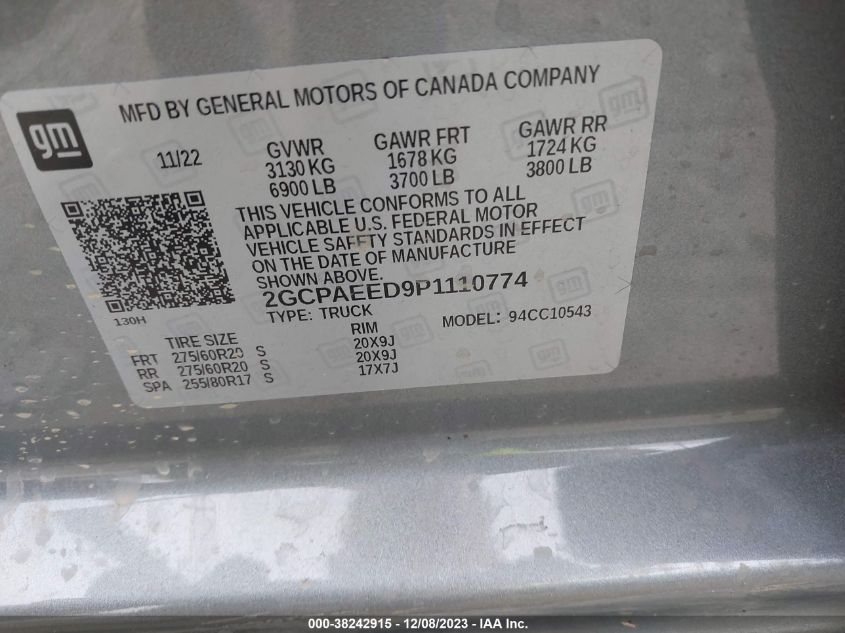 gm
MFD BY GENERAL MOTORS OF CANADA COMPANY
11/22
GVWR
3130 KG
6900 LB
GAWR FRT
1678 KG
3700 LB
GAWR RR
1724 KG
3800 LB
THIS VEHICLE CONFORMS TO ALL
APPLICABLE U.S. FEDERAL MOTOR
VEHICLE SAFETY STANDARDS IN EFFECT
ON THE DATE OF MANUFACTURE
SHOWN ABOVE.
2GCPAEED9P1110774
TYPE: TRUCK
MODEL: 94CC10543
130H
TIRE SIZE RIM
FRT 275/60R20 S 20X9J
RR 275/60R20 S 20X9J
SPA 255/80R17 S 17X7J
000-38242915 - 12/08/2023 - IAA Inc.